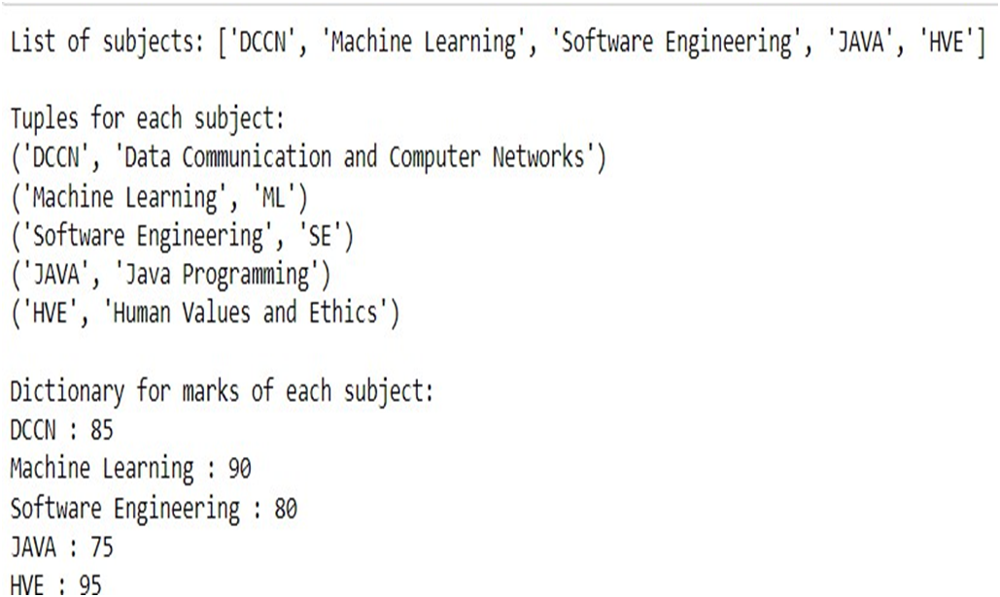 List of subjects: ['DCCN', 'Machine Learning', 'Software Engineering', 'JAVA', 'HVE']
Tuples for each subject:
('DCCN', 'Data Communication and Computer Networks')
('Machine Learning', 'ML')
('Software Engineering', 'SE')
('JAVA', 'Java Programming')
('HVE', 'Human Values and Ethics')
Dictionary for marks of each subject:
DCCN : 85
Machine Learning : 90
Software Engineering : 80
JAVA : 75
HVE : 95